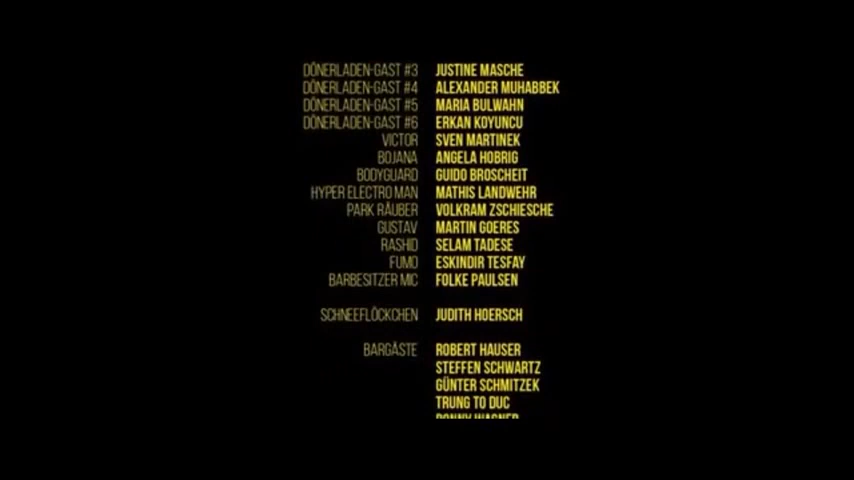 DÖNERLADEN-GAST #3 JUSTINE MASCHE
DÖNERLADEN-GAST #4 ALEXANDER MUHABBEK
DÖNERLADEN-GAST #5 MARIA BULWAHN
DÖNERLADEN-GAST #6 ERKAN KOYUNCU
VICTOR SVEN MARTINEK
BOJANA ANGELA HOBRIG
BODYGUARD GUIDO BROSCHEIT
HYPER ELECTRO MAN MATHIS LANDWEHR
PARK RÄUBER VOLKRAM ZSCHIESCHE
GUSTAV MARTIN GOERES
RASHID SELAM TADESE
FUMO ESKINDIR TESFAY
BARBESITZER MIC FOLKE PAULSEN
SCHNEEFLÖCKCHEN JUDITH HOERSCH
BARGÄSTE ROBERT HAUSER
STEFFEN SCHWARTZ
GÜNTER SCHMITZEK
TRUNG TO DUC